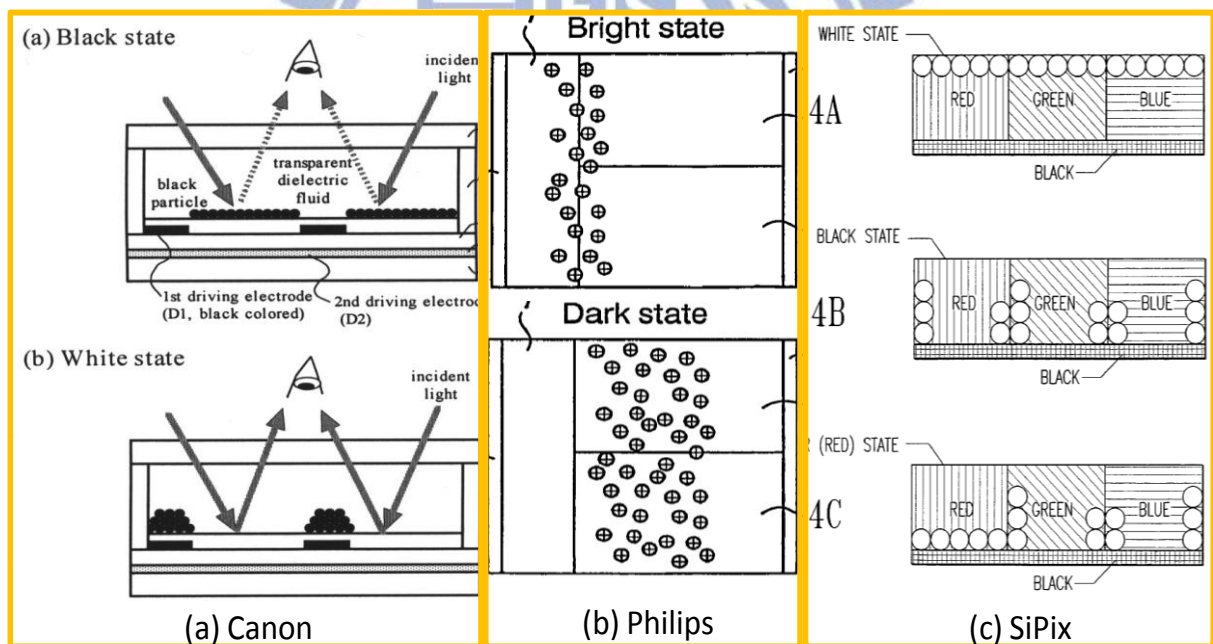 (a) Black state
incident
light
transparent
dielectric
fluid
black
particle
1st driving electrode
(D1, black colored)
2nd driving electrod
(D2)
(b) White state
incident
light
(a) Canon
Bright state
Dark state
(b) Philips
4A
WHITE STATE
RED
GREEN
BLUE
BLACK
4B
BLACK STATE
RED
GREEN
BLUE
BLACK
4C
(RED) STATE
RED
GREEN
BLUE
BLACK
(c) SiPix